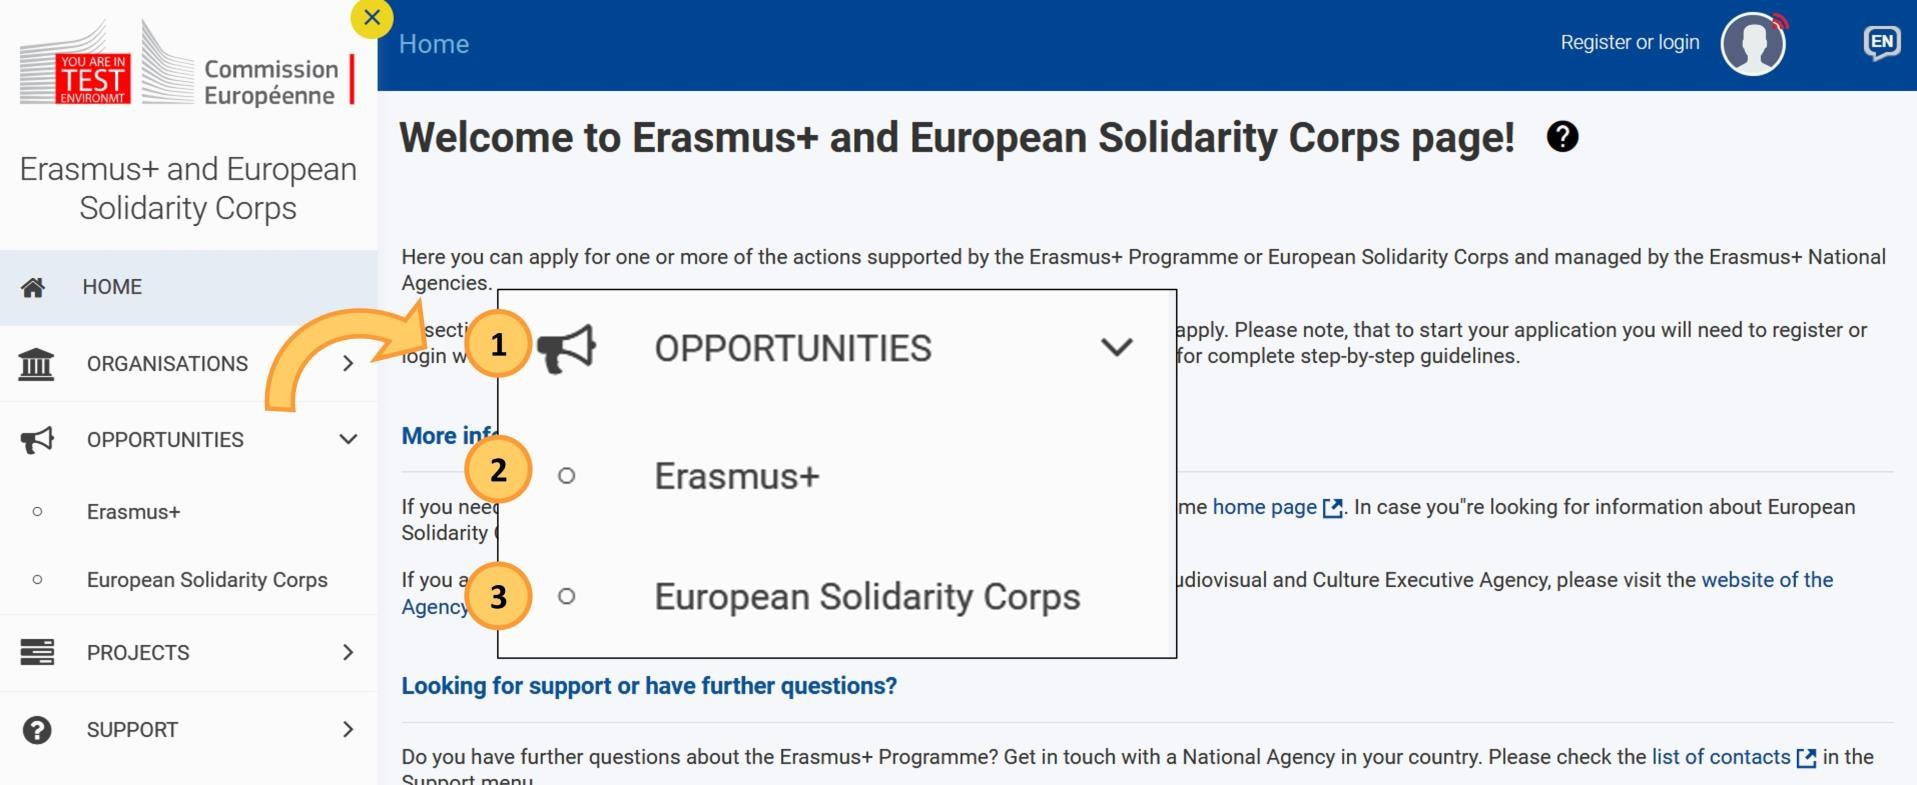 YOU ARE IN
TEST
ENVIRONMT
Commission
Européenne
Erasmus+ and European
Solidarity Corps
HOME
ORGANISATIONS
OPPORTUNITIES
Erasmus+
European Solidarity Corps
PROJECTS
SUPPORT
Home
Register or login
EN
Welcome to Erasmus+ and European Solidarity Corps page!
Here you can apply for one or more of the actions supported by the Erasmus+ Programme or European Solidarity Corps and managed by the Erasmus+ National
Agencies.
apply. Please note, that to start your application you will need to register or
login for complete step-by-step guidelines.
More
If you me home page. In case you"re looking for information about European
Solidarity
If you and Culture Executive Agency, please visit the website of the
Agency
1 OPPORTUNITIES
2 Erasmus+
3 European Solidarity Corps
Looking for support or have further questions?
Do you have further questions about the Erasmus+ Programme? Get in touch with a National Agency in your country. Please check the list of contacts in the
Support menu